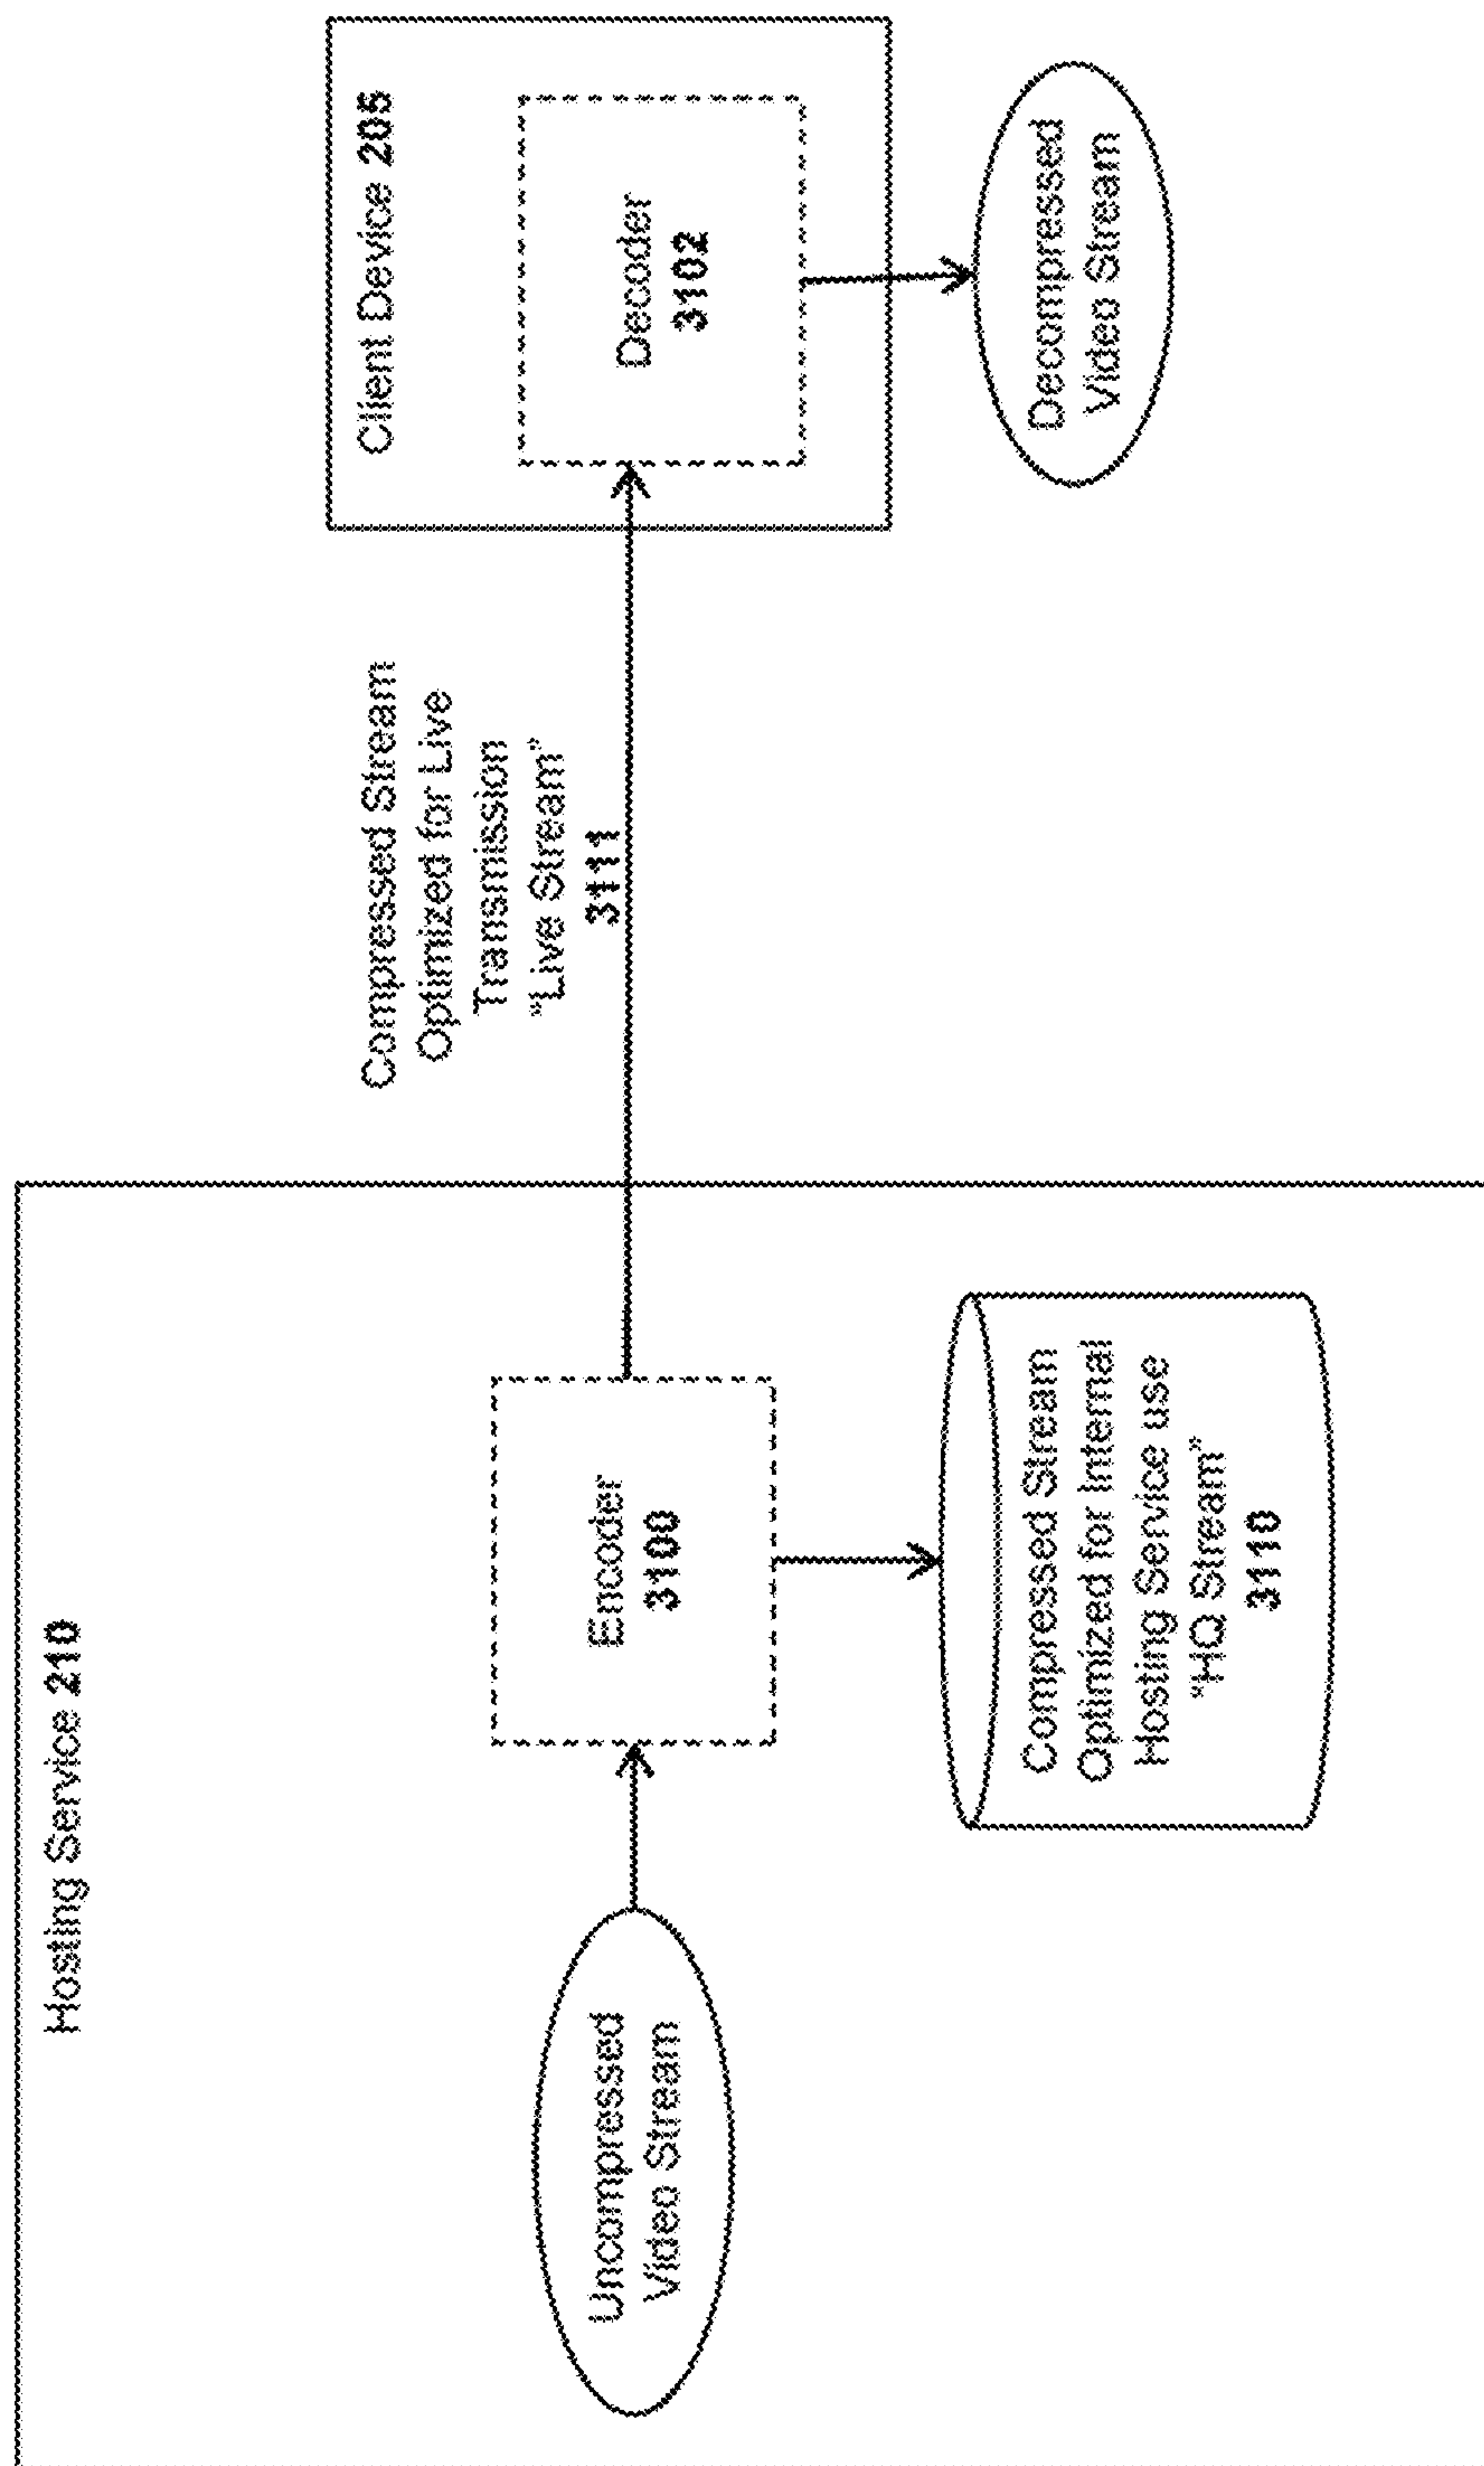 Hosting Service 210
Uncompressed
Video Stream
Encoder
3100
Compressed Stream
Optimized for Internal
Hosting Service use
"HQ Stream"
3110
Compressed Stream
Optimized for Live
Transmission
"Live Stream"
3111
Client Device 205
Decoder
3102
Decompressed
Video Stream